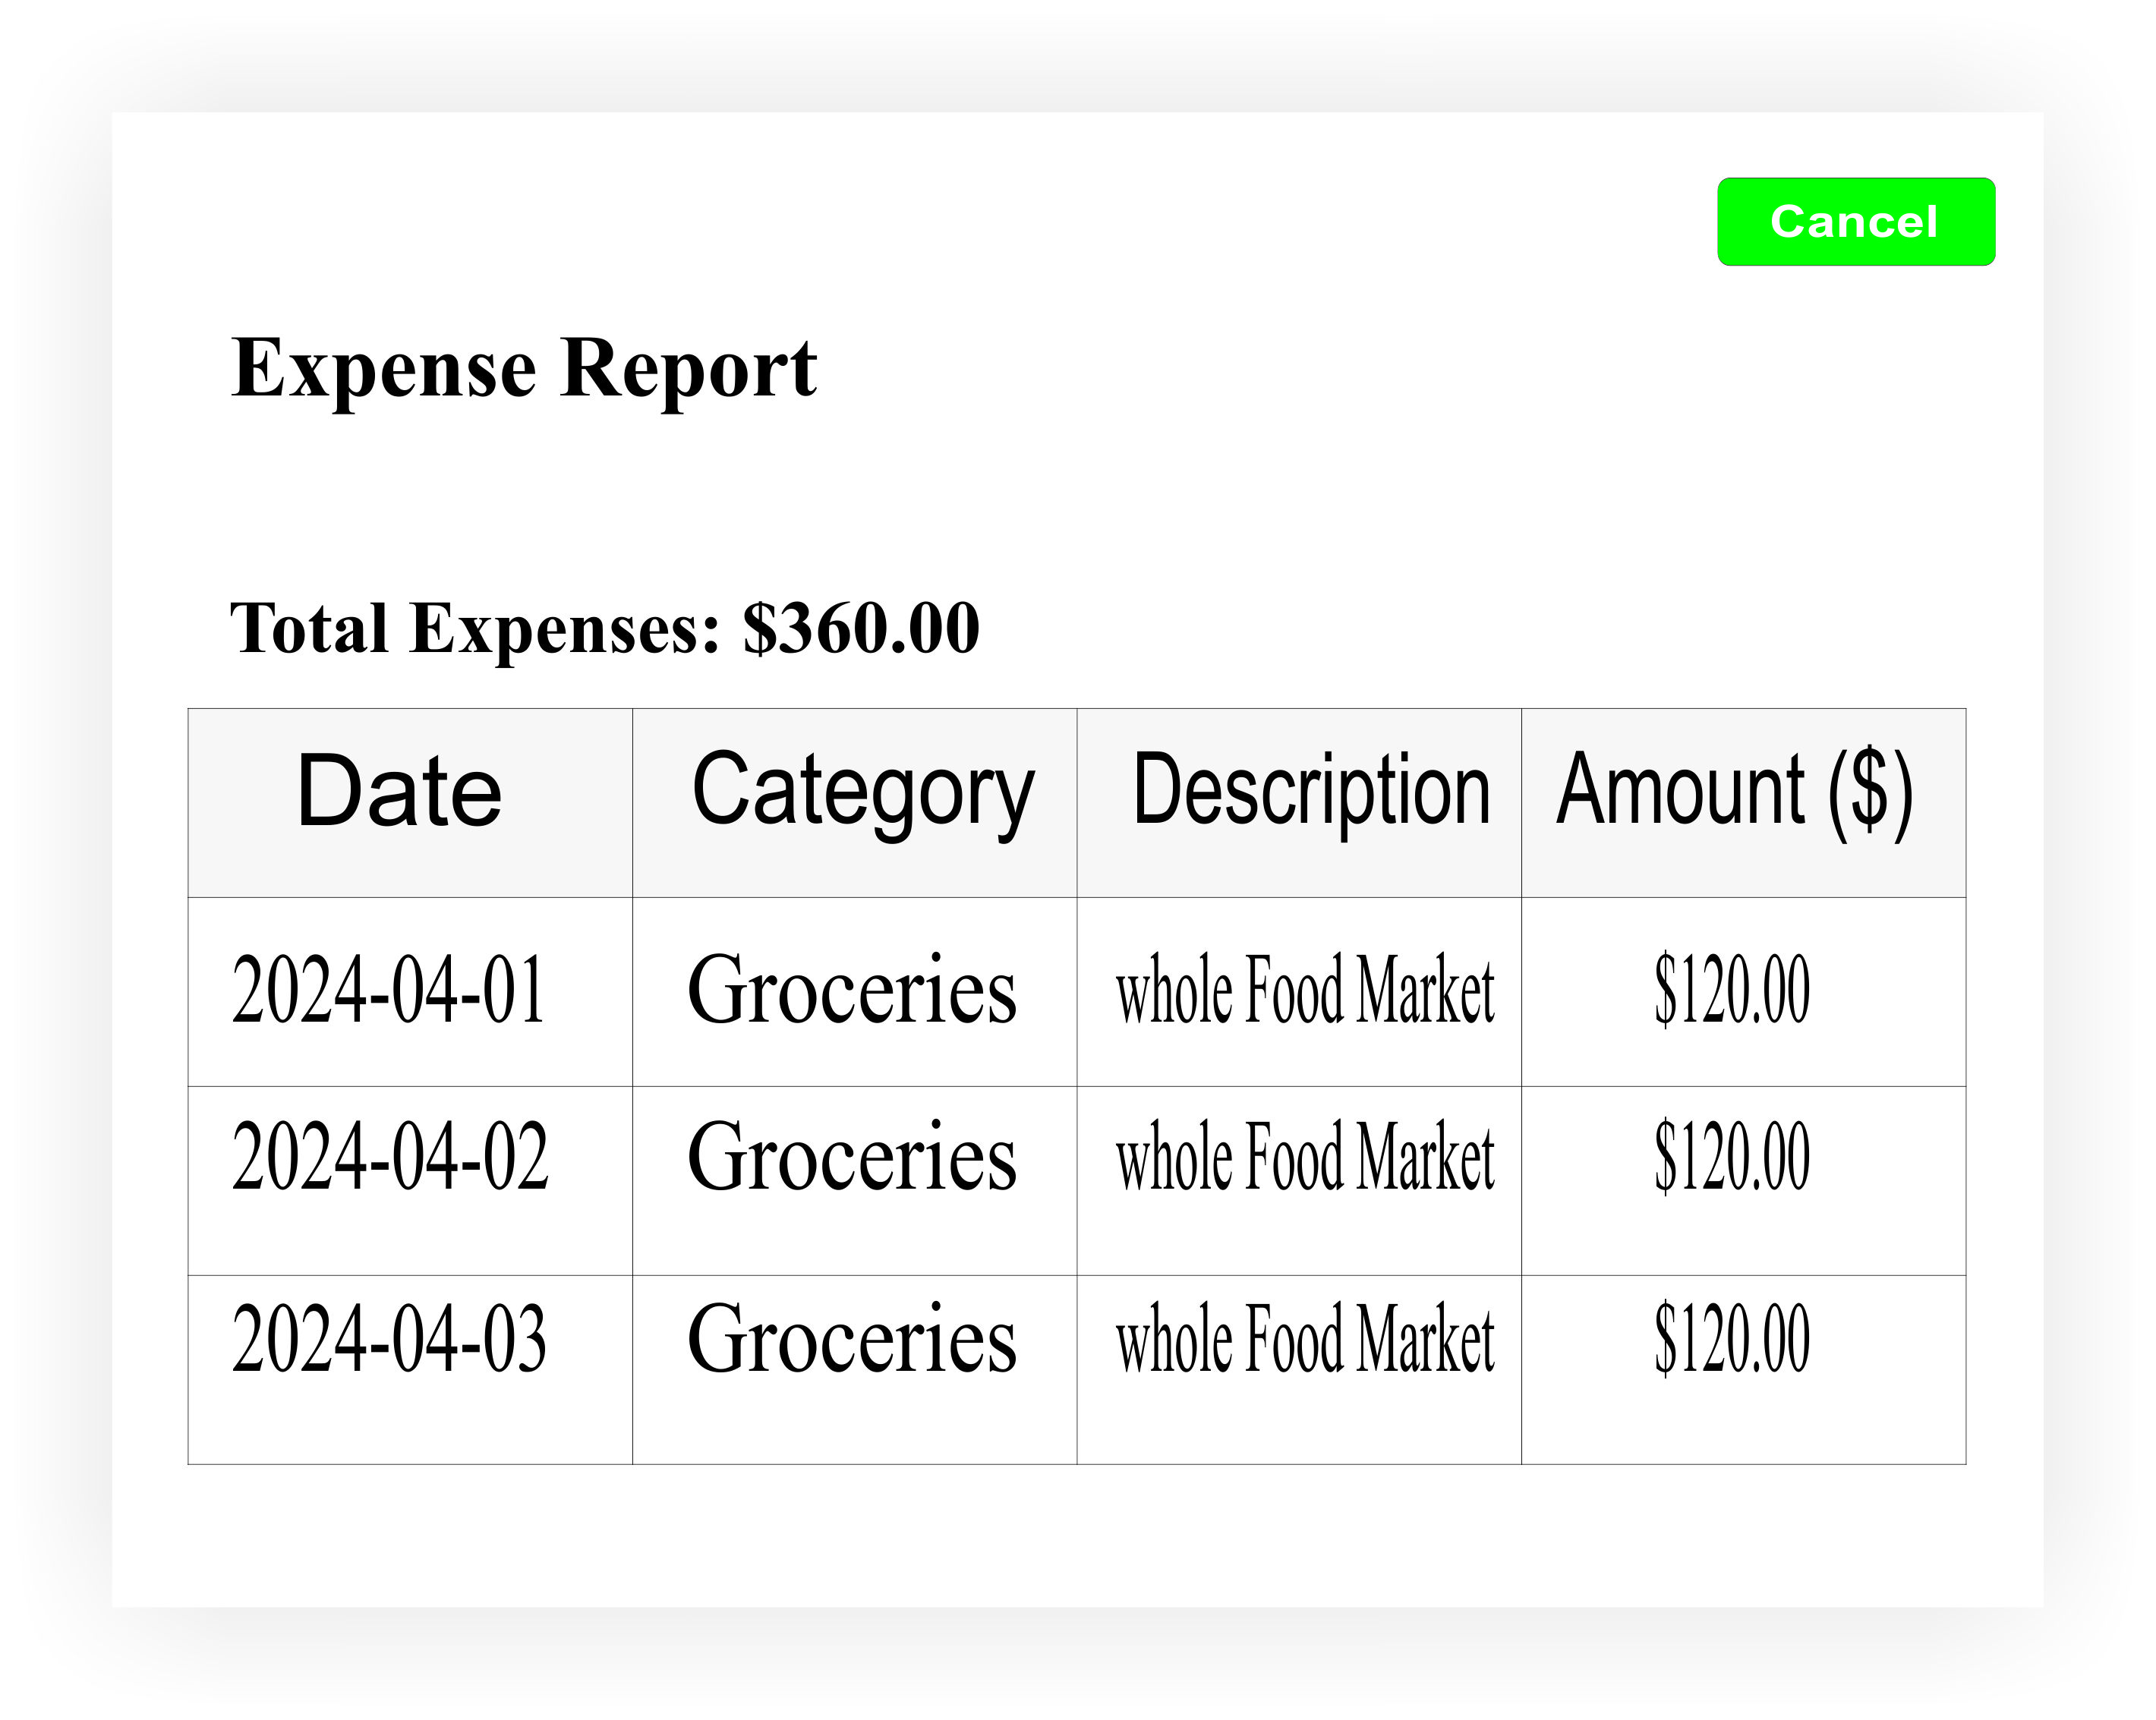 Cancel
Expense Report
Total Expenses: $360.00
Date Category Description Amount ($)
2024-04-01 Groceries whole Food Market $120.00
2024-04-02 Groceries whole Food Market $120.00
2024-04-03 Groceries whole Food Market $120.00